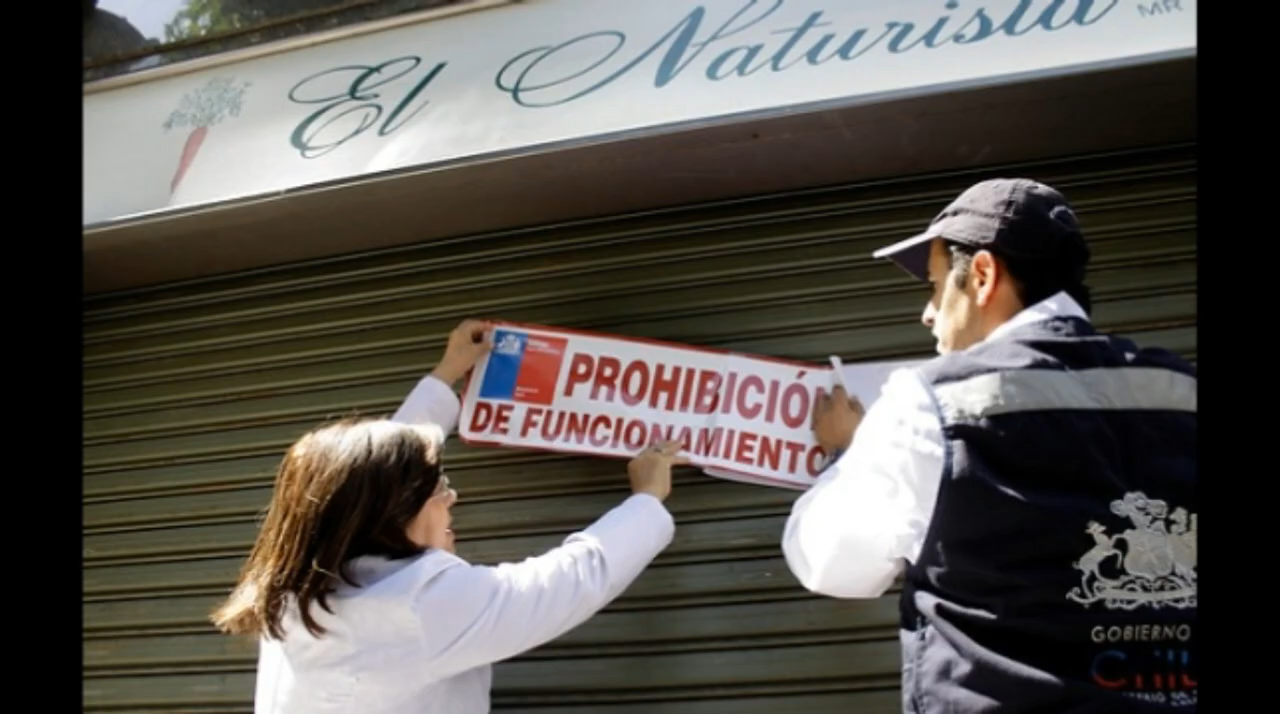 El Naturista MR
PROHIBICIÓN
DE FUNCIONAMIENTO
GOBIERNO